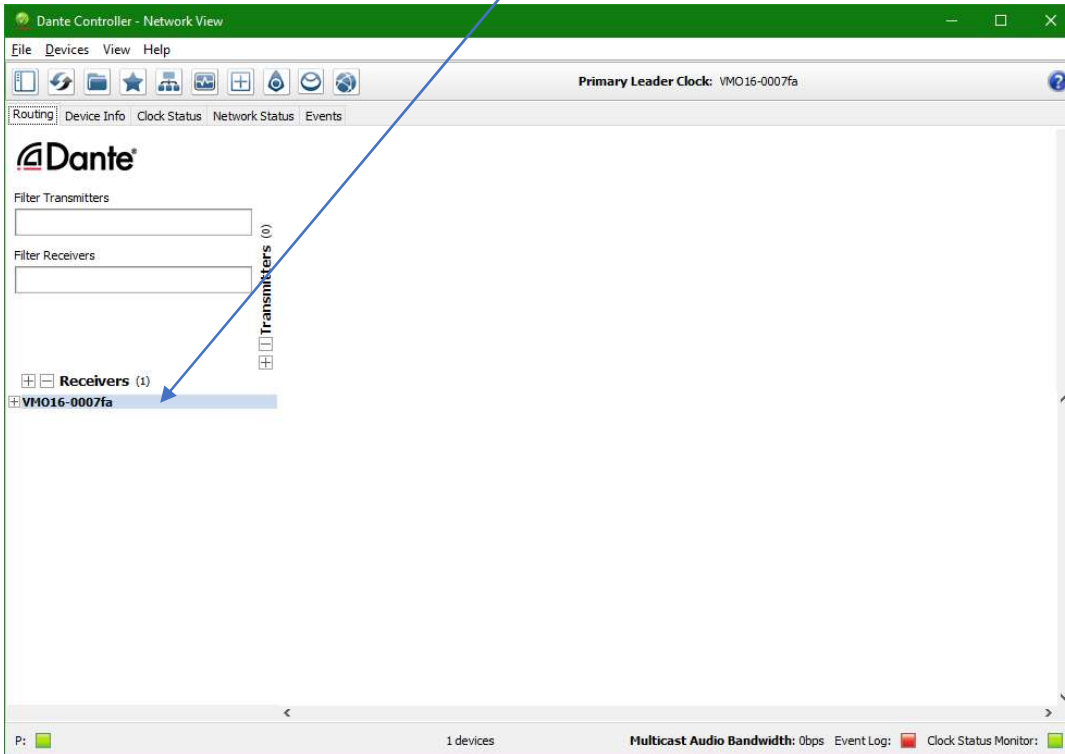 Dante Controller - Network View
File Devices View Help
Primary Leader Clock: VMO16-0007fa
Routing Device Info Clock Status Network Status Events
Dante®
Filter Transmitters
Filter Receivers
Transmitters (0)
Receivers (1)
VMO16-0007fa
P: 1 devices Multicast Audio Bandwidth: 0bps Event Log: Clock Status Monitor: